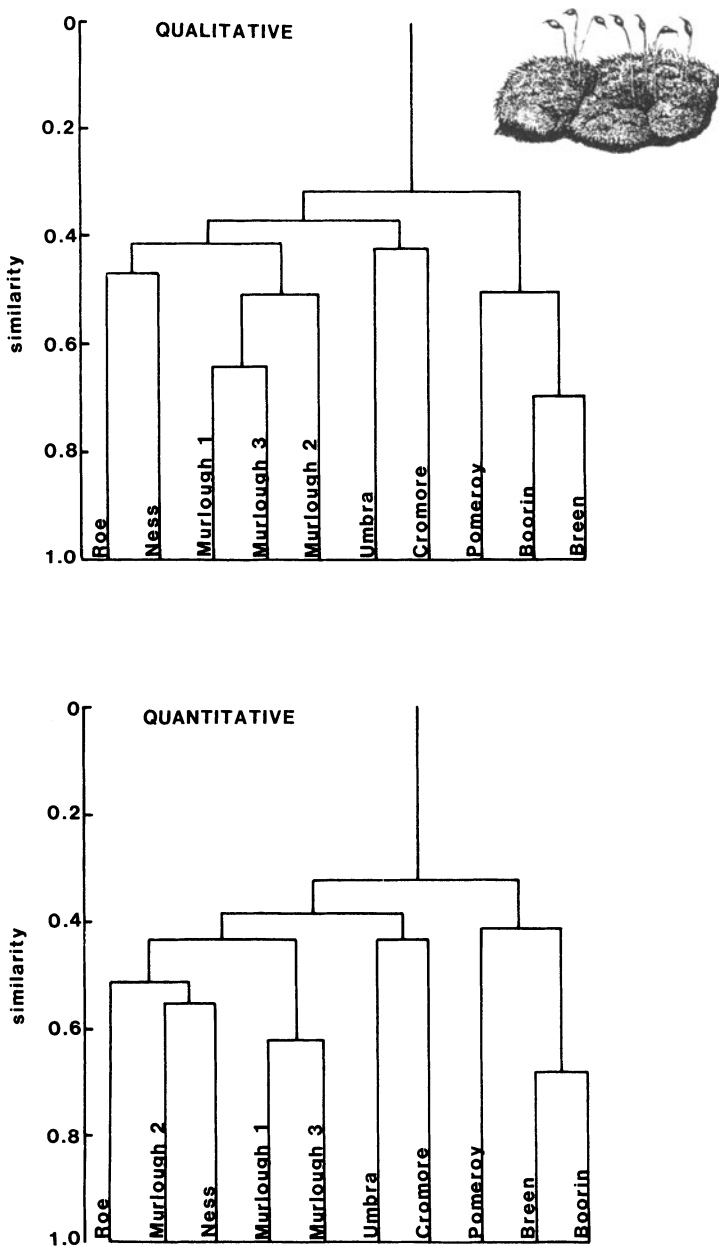 QUALITATIVE
similarity
0
0.2
0.4
0.6
0.8
1.0
Roe
Ness
Murlough 1
Murlough 3
Murlough 2
Umbra
Cromore
Pomeroy
Boorin
Breen
QUANTITATIVE
similarity
0
0.2
0.4
0.6
0.8
1.0
Roe
Murlough 2
Ness
Murlough 1
Murlough 3
Umbra
Cromore
Pomeroy
Breen
Boorin